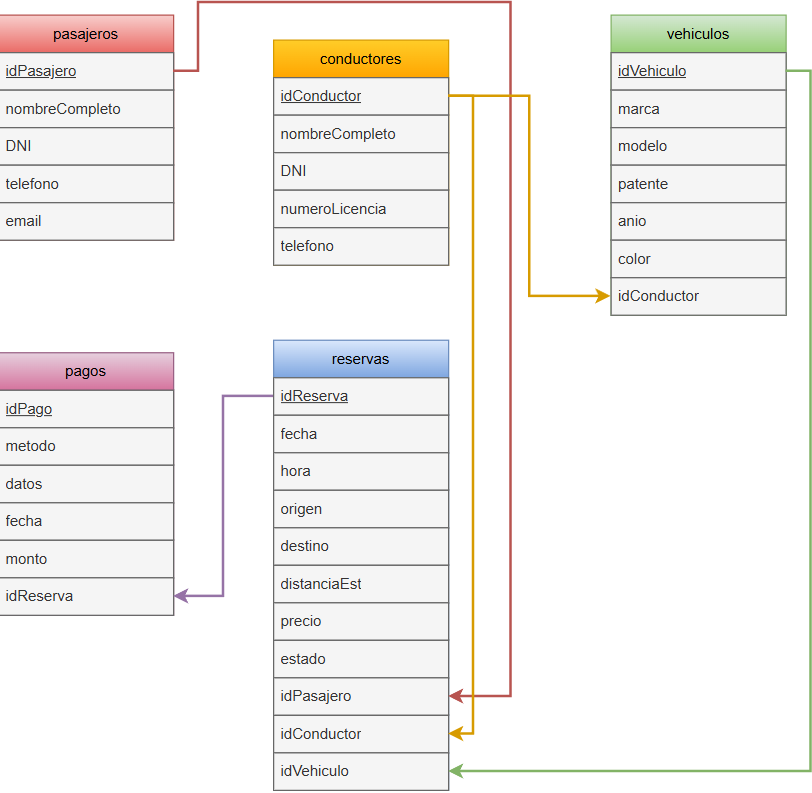 pasajeros
idPasajero
nombreCompleto
DNI
telefono
email
conductores
idConductor
nombreCompleto
DNI
numeroLicencia
telefono
vehiculos
idVehiculo
marca
modelo
patente
anio
color
idConductor
pagos
idPago
metodo
datos
fecha
monto
idReserva
reservas
idReserva
fecha
hora
origen
destino
distanciaEst
precio
estado
idPasajero
idConductor
idVehiculo